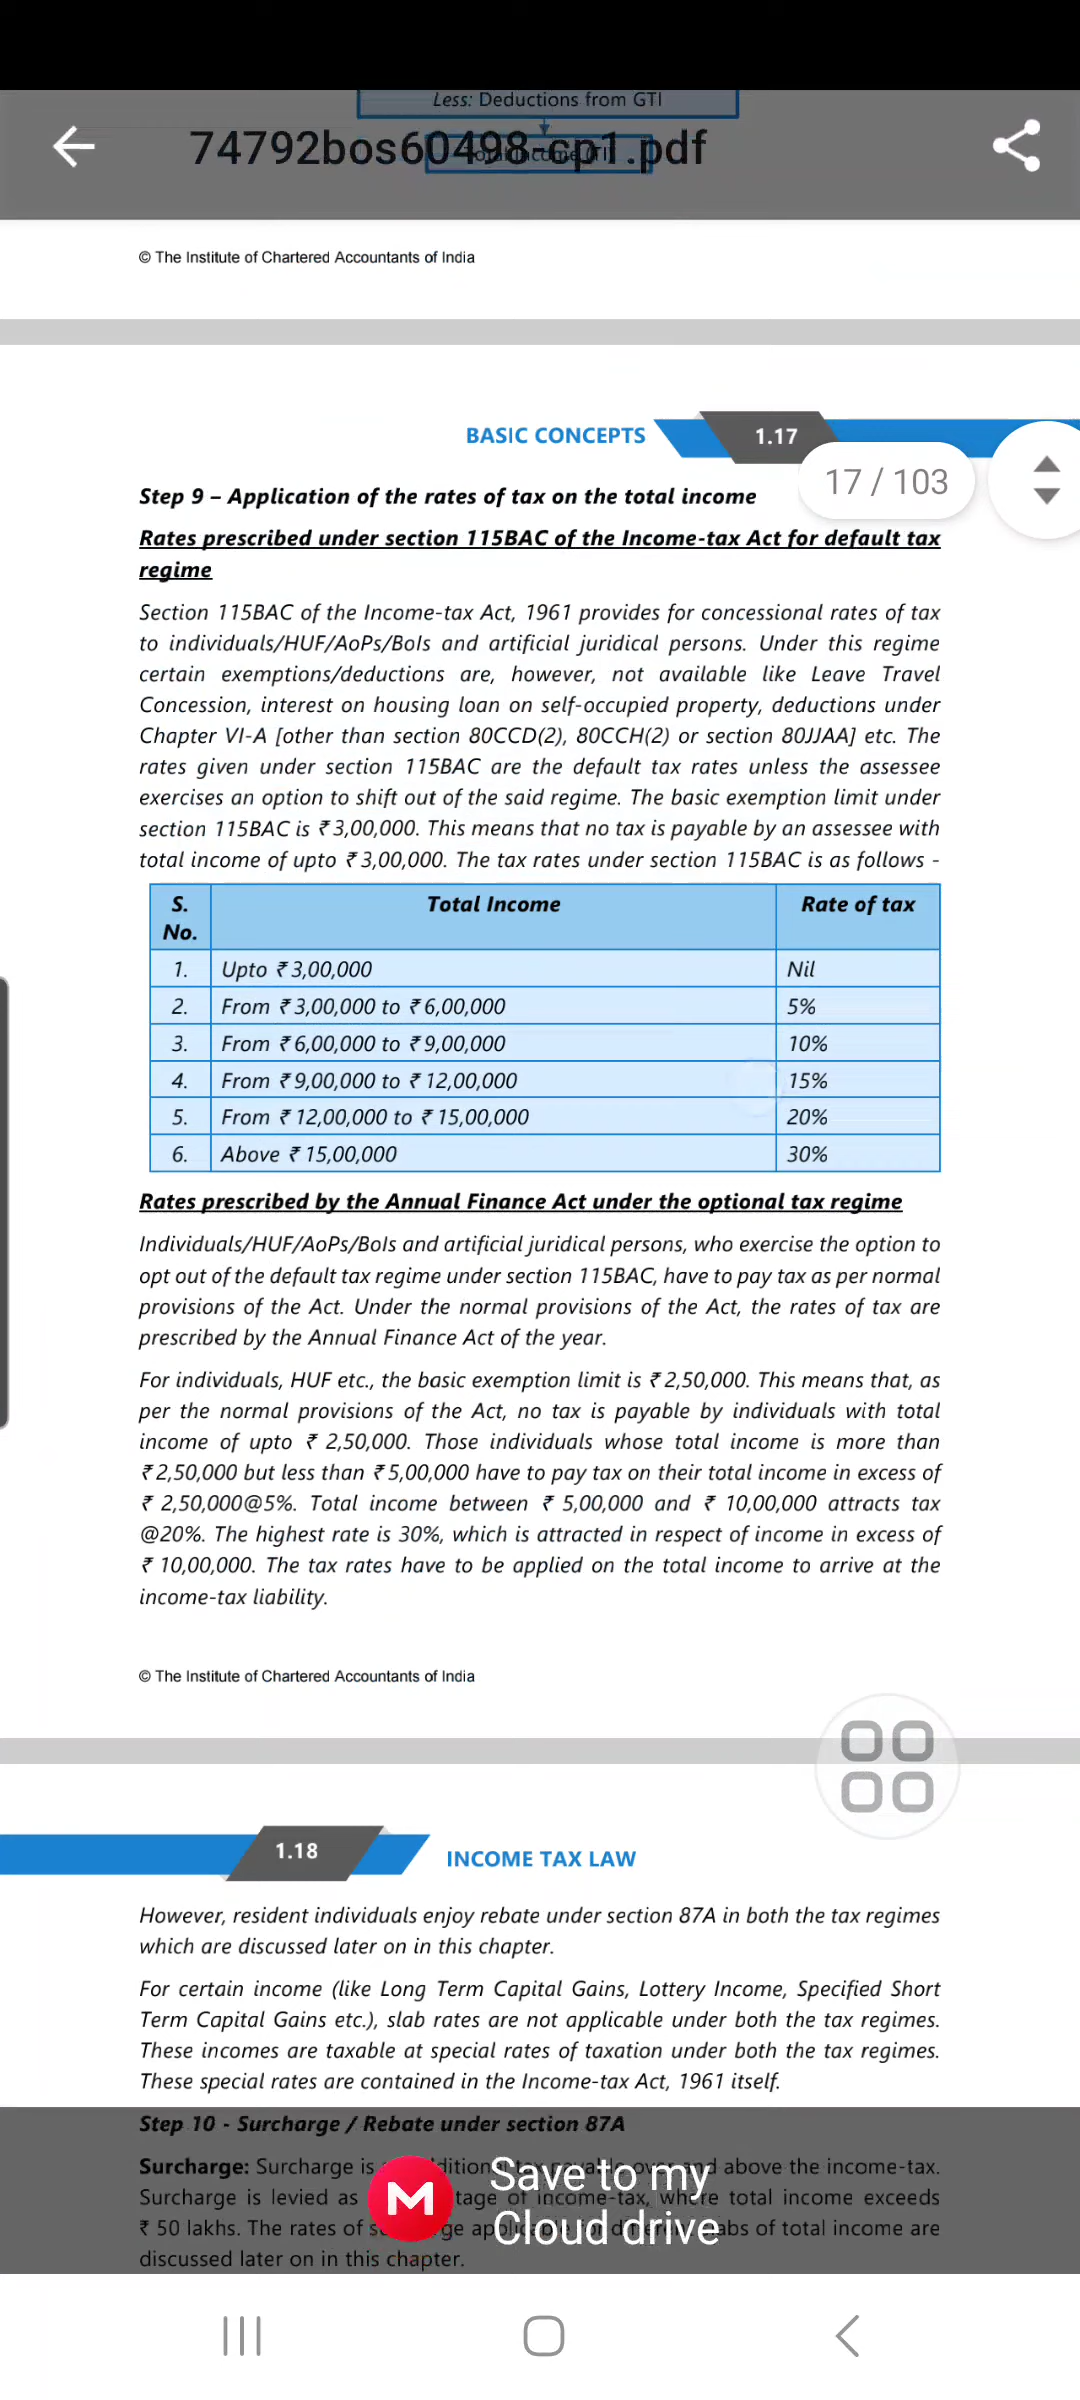 Less: Deductions from GTI
74792bos60498-cp1.pdf
Total Income (TI)
© The Institute of Chartered Accountants of India
BASIC CONCEPTS 1.17
17 / 103
Step 9 – Application of the rates of tax on the total income
Rates prescribed under section 115BAC of the Income-tax Act for default tax
regime
Section 115BAC of the Income-tax Act, 1961 provides for concessional rates of tax
to individuals/HUF/AoPs/BoIs and artificial juridical persons. Under this regime
certain exemptions/deductions are, however, not available like Leave Travel
Concession, interest on housing loan on self-occupied property, deductions under
Chapter VI-A [other than section 80CCD(2), 80CCH(2) or section 80JJAA] etc. The
rates given under section 115BAC are the default tax rates unless the assessee
exercises an option to shift out of the said regime. The basic exemption limit under
section 115BAC is ₹ 3,00,000. This means that no tax is payable by an assessee with
total income of upto ₹ 3,00,000. The tax rates under section 115BAC is as follows -
S. No. Total Income Rate of tax
1. Upto ₹ 3,00,000 Nil
2. From ₹ 3,00,000 to ₹ 6,00,000 5%
3. From ₹ 6,00,000 to ₹ 9,00,000 10%
4. From ₹ 9,00,000 to ₹ 12,00,000 15%
5. From ₹ 12,00,000 to ₹ 15,00,000 20%
6. Above ₹ 15,00,000 30%
Rates prescribed by the Annual Finance Act under the optional tax regime
Individuals/HUF/AoPs/BoIs and artificial juridical persons, who exercise the option to
opt out of the default tax regime under section 115BAC, have to pay tax as per normal
provisions of the Act. Under the normal provisions of the Act, the rates of tax are
prescribed by the Annual Finance Act of the year.
For individuals, HUF etc., the basic exemption limit is ₹ 2,50,000. This means that, as
per the normal provisions of the Act, no tax is payable by individuals with total
income of upto ₹ 2,50,000. Those individuals whose total income is more than
₹ 2,50,000 but less than ₹ 5,00,000 have to pay tax on their total income in excess of
₹ 2,50,000@5%. Total income between ₹ 5,00,000 and ₹ 10,00,000 attracts tax
@20%. The highest rate is 30%, which is attracted in respect of income in excess of
₹ 10,00,000. The tax rates have to be applied on the total income to arrive at the
income-tax liability.
© The Institute of Chartered Accountants of India
1.18 INCOME TAX LAW
However, resident individuals enjoy rebate under section 87A in both the tax regimes
which are discussed later on in this chapter.
For certain income (like Long Term Capital Gains, Lottery Income, Specified Short
Term Capital Gains etc.), slab rates are not applicable under both the tax regimes.
These incomes are taxable at special rates of taxation under both the tax regimes.
These special rates are contained in the Income-tax Act, 1961 itself.
Step 10 - Surcharge / Rebate under section 87A
Surcharge: Surcharge is and above the income-tax.
Surcharge is levied as of income-tax, where total income exceeds
₹ 50 lakhs. The rates of of total income are
discussed later on in this chapter.
M
Save to my
Cloud drive